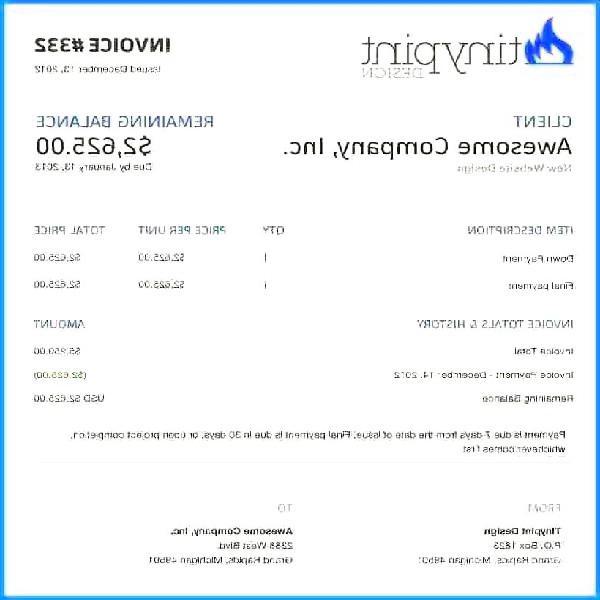 tinypint
DESIGN
INVOICE#332
Issued December, 13, 2012
CLIENT
REMAINING BALANCE
Awesome Company, Inc.
$2,625.00
New Website Design
Due by January, 13, 2013
ITEM DESCRIPTION QTY PRICE PER UNIT TOTAL PRICE
Down Payment 1 $2,625.00 $2,625.00
Final payment 1 $2,625.00 $2,625.00
INVOICE TOTALS & HISTORY AMOUNT
Invoice Total $5,250.00
Invoice Payment - December 14, 2012 ($2,625.00)
Remaining Balance USD $2,625.00
Payment is due 7 days from the date of issue. Final payment is due in 30 days, or upon project completion,
whichever comes first
FROM
Tinypint Design
P.O. Box 1823
Grand Rapids, Michigan 49501
TO
Awesome Company, Inc.
West Blvd.
Grand Rapids, Michigan 49501